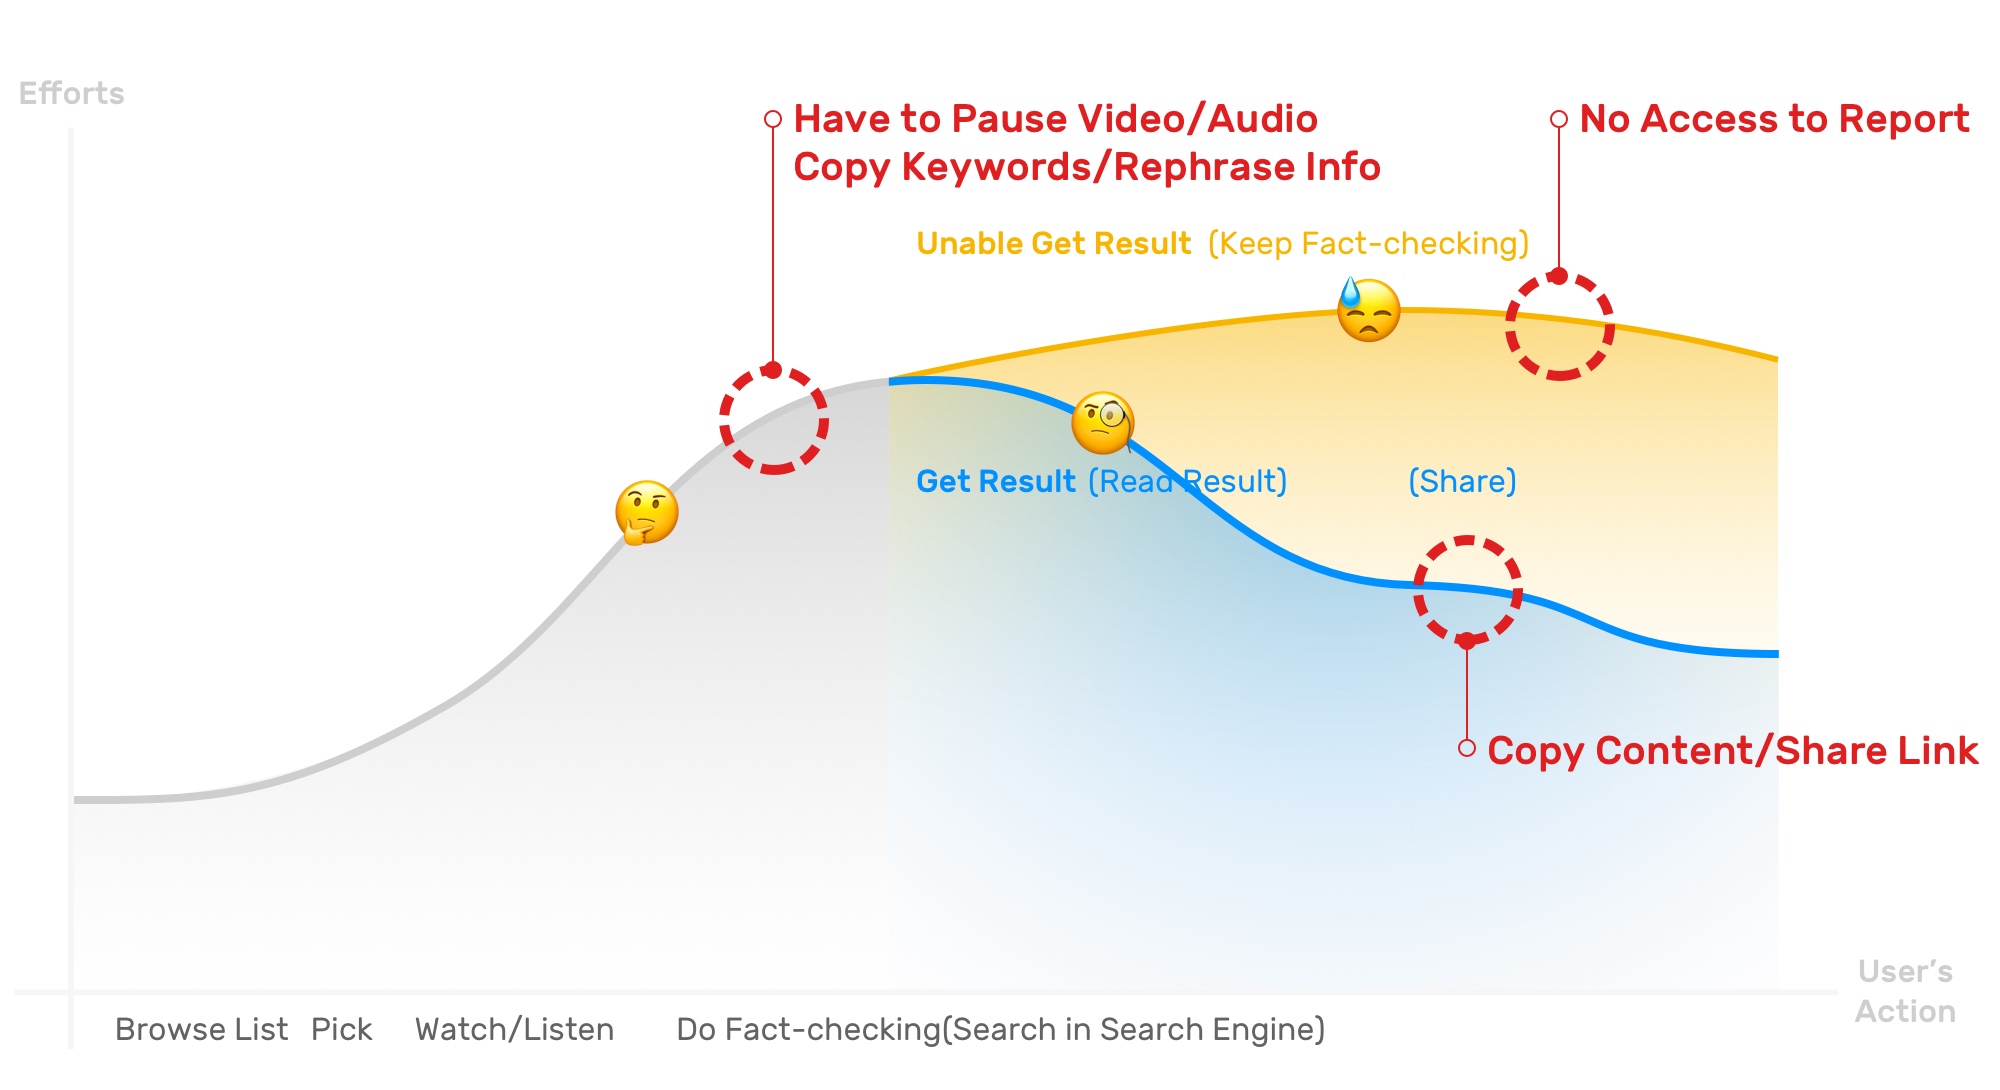 Efforts
Have to Pause Video/Audio
Copy Keywords/Rephrase Info
No Access to Report
Unable Get Result (Keep Fact-checking)
Get Result (Read Result) (Share)
Copy Content/Share Link
User's
Action
Browse List Pick Watch/Listen Do Fact-checking(Search in Search Engine)